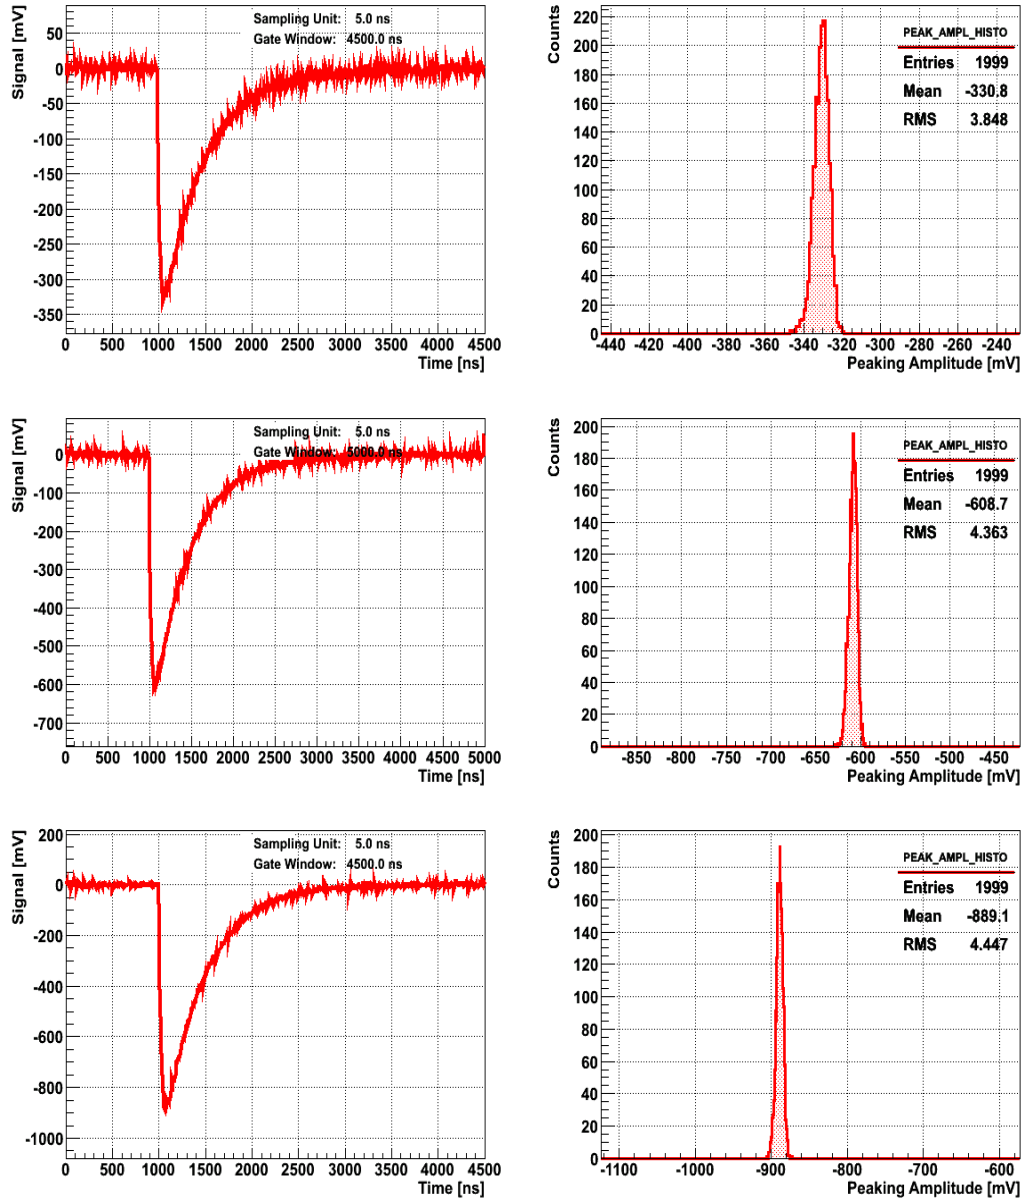 Sampling Unit: 5.0 ns
Gate Window: 4500.0 ns
Signal [mV]
50
0
-50
-100
-150
-200
-250
-300
-350
0 500 1000 1500 2000 2500 3000 3500 4000 4500
Time [ns]
Counts
220
200
180
160
140
120
100
80
60
40
20
0
PEAK_AMPL_HISTO
Entries 1999
Mean -330.8
RMS 3.848
-440 -420 -400 -380 -360 -340 -320 -300 -280 -260 -240
Peaking Amplitude [mV]
Sampling Unit: 5.0 ns
Gate Window: 5000.0 ns
Signal [mV]
0
-100
-200
-300
-400
-500
-600
-700
0 500 1000 1500 2000 2500 3000 3500 4000 4500 5000
Time [ns]
Counts
200
180
160
140
120
100
80
60
40
20
0
PEAK_AMPL_HISTO
Entries 1999
Mean -608.7
RMS 4.363
-850 -800 -750 -700 -650 -600 -550 -500 -450
Peaking Amplitude [mV]
Sampling Unit: 5.0 ns
Gate Window: 4500.0 ns
Signal [mV]
200
0
-200
-400
-600
-800
-1000
0 500 1000 1500 2000 2500 3000 3500 4000 4500
Time [ns]
Counts
200
180
160
140
120
100
80
60
40
20
0
PEAK_AMPL_HISTO
Entries 1999
Mean -889.1
RMS 4.447
-1100 -1000 -900 -800 -700 -600
Peaking Amplitude [mV]